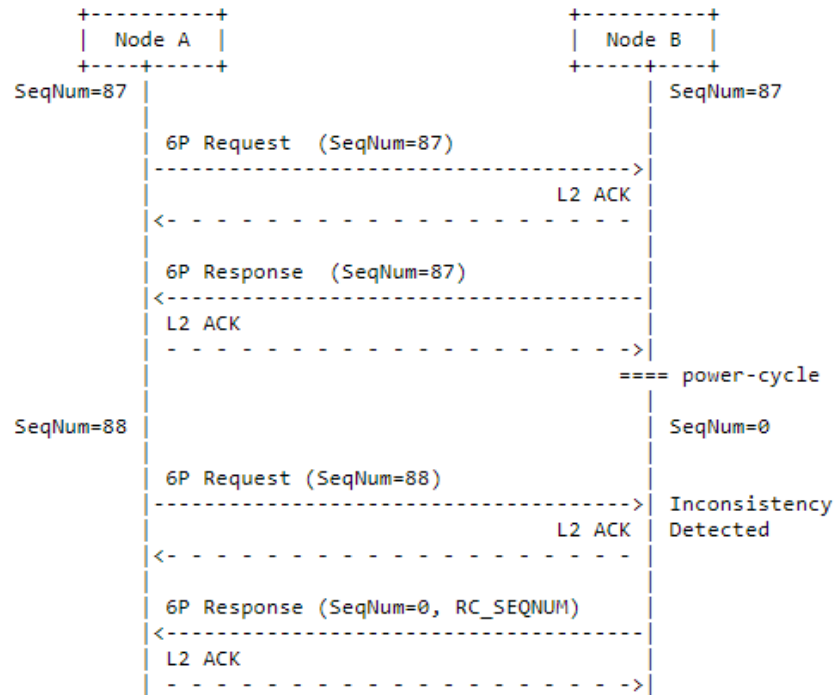 Node A Node B
SeqNum=87 SeqNum=87
6P Request (SeqNum=87)
L2 ACK
6P Response (SeqNum=87)
L2 ACK
==== power-cycle
SeqNum=88 SeqNum=0
6P Request (SeqNum=88)
Inconsistency
L2 ACK Detected
6P Response (SeqNum=0, RC_SEQNUM)
L2 ACK